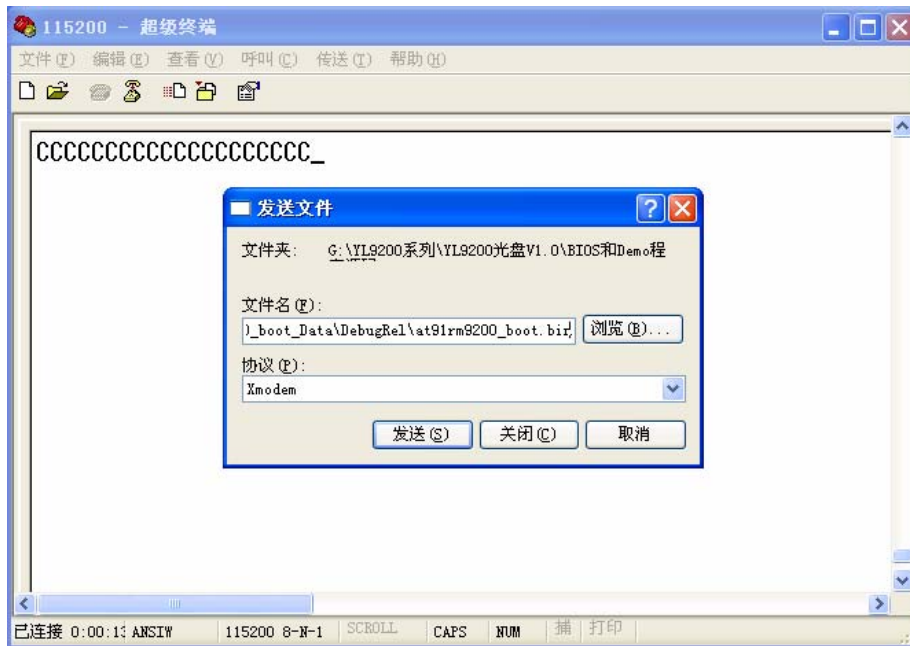 115200 - 超级终端
文件(F) 编辑(E) 查看(V) 呼叫(C) 传送(T) 帮助(H)
CCCCCCCCCCCCCCCCCCCC_
发送文件
文件夹: G:\YL9200系列\YL9200光盘V1.0\BIOS和Demo程
文件名(F):
)_boot_Data\DebugRel\at91rm9200_boot.bin 浏览(B)...
协议(P):
Xmodem
发送(S) 关闭(C) 取消
已连接 0:00:13 ANSIW 115200 8-N-1 SCROLL CAPS NUM 捕 打印